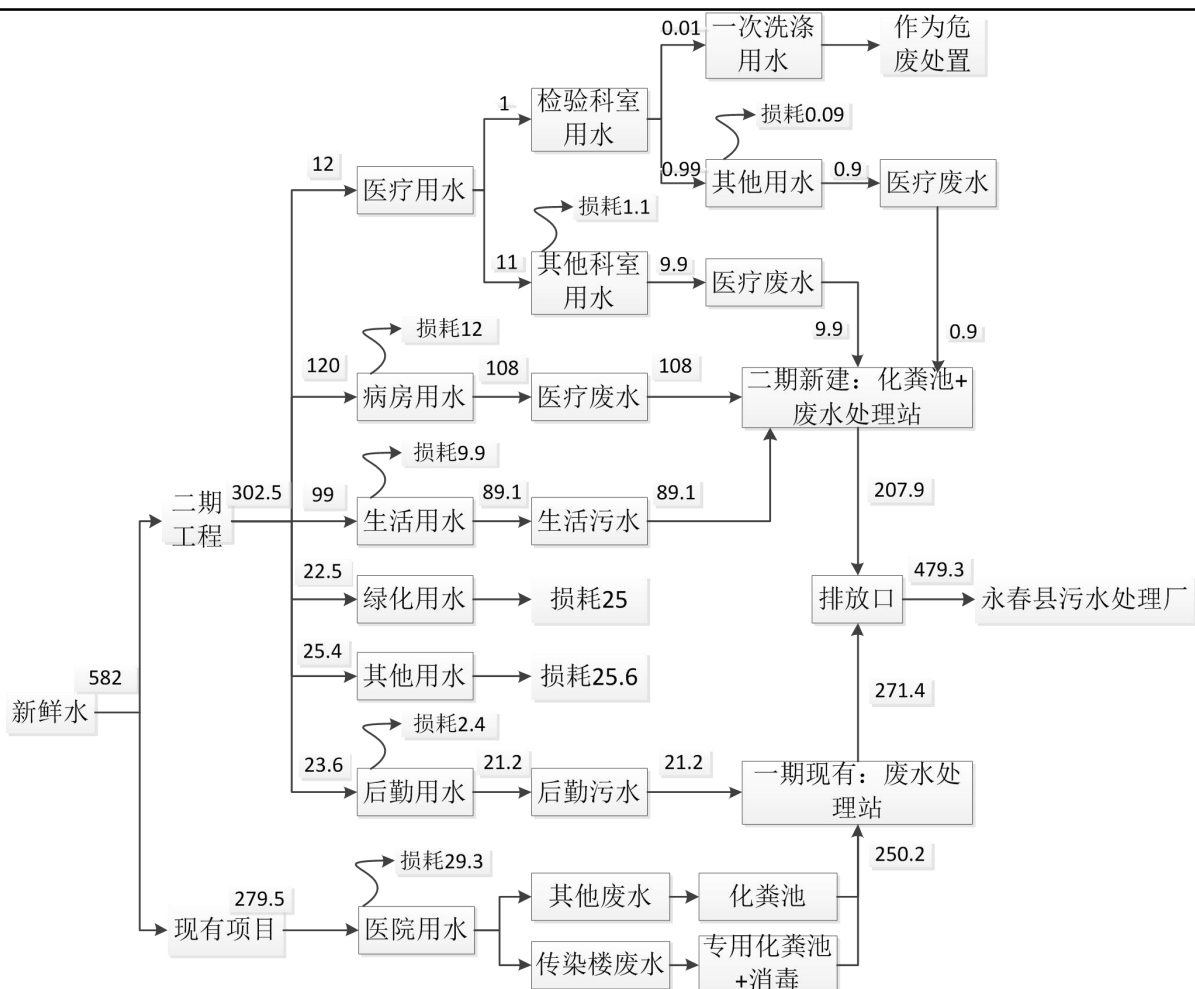 0.01
一次洗涤
用水
作为危
废处置
1
检验科室
用水
损耗0.09
12
医疗用水
0.99
其他用水
0.9
医疗废水
损耗1.1
11
其他科室
用水
9.9
医疗废水
9.9
0.9
损耗12
120
病房用水
108
医疗废水
108
二期新建：化粪池+
废水处理站
损耗9.9
二期
工程
302.5
99
生活用水
89.1
生活污水
89.1
207.9
22.5
绿化用水
损耗25
排放口
479.3
永春县污水处理厂
25.4
其他用水
损耗25.6
新鲜水
582
271.4
损耗2.4
23.6
后勤用水
21.2
后勤污水
21.2
一期现有：废水处
理站
250.2
损耗29.3
现有项目
279.5
医院用水
其他废水
化粪池
传染楼废水
专用化粪池
+消毒